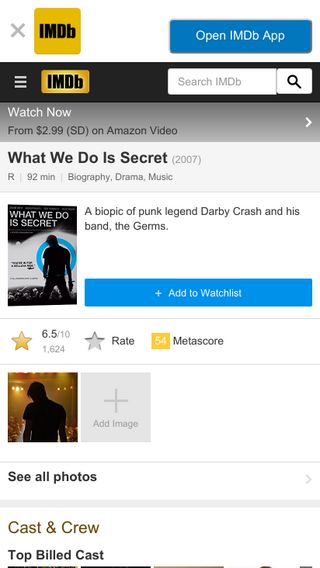 IMDb
Open IMDb App
IMDb
Search IMDb
Watch Now
From $2.99 (SD) on Amazon Video
What We Do Is Secret (2007)
R | 92 min | Biography, Drama, Music
WHAT WE DO
IS SECRET
A biopic of punk legend Darby Crash and his
band, the Germs.
+ Add to Watchlist
6.5/10
1,624
Rate
54 Metascore
Add Image
See all photos
Cast & Crew
Top Billed Cast